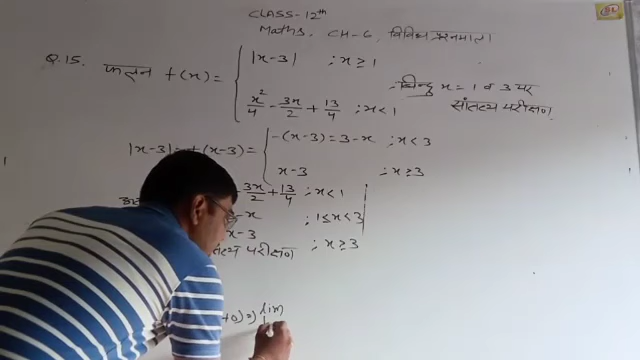 CLASS-12th
Maths, CH-6, विविध प्रश्नमाला
Q.15. फलन f(x) = { |x-3| ; x ≥ 1
x²/4 - 3x/2 + 13/4 ; x < 1
बिन्दु x = 1 व 3 पर
सांतत्य परीक्षण
|x-3| = ±(x-3) = { -(x-3) = 3-x ; x < 3
x-3 ; x ≥ 3
3x/2 + 13/4 ; x < 1
-x ; 1 ≤ x < 3
x-3 ; x ≥ 3
परीक्षण
+0) = lim